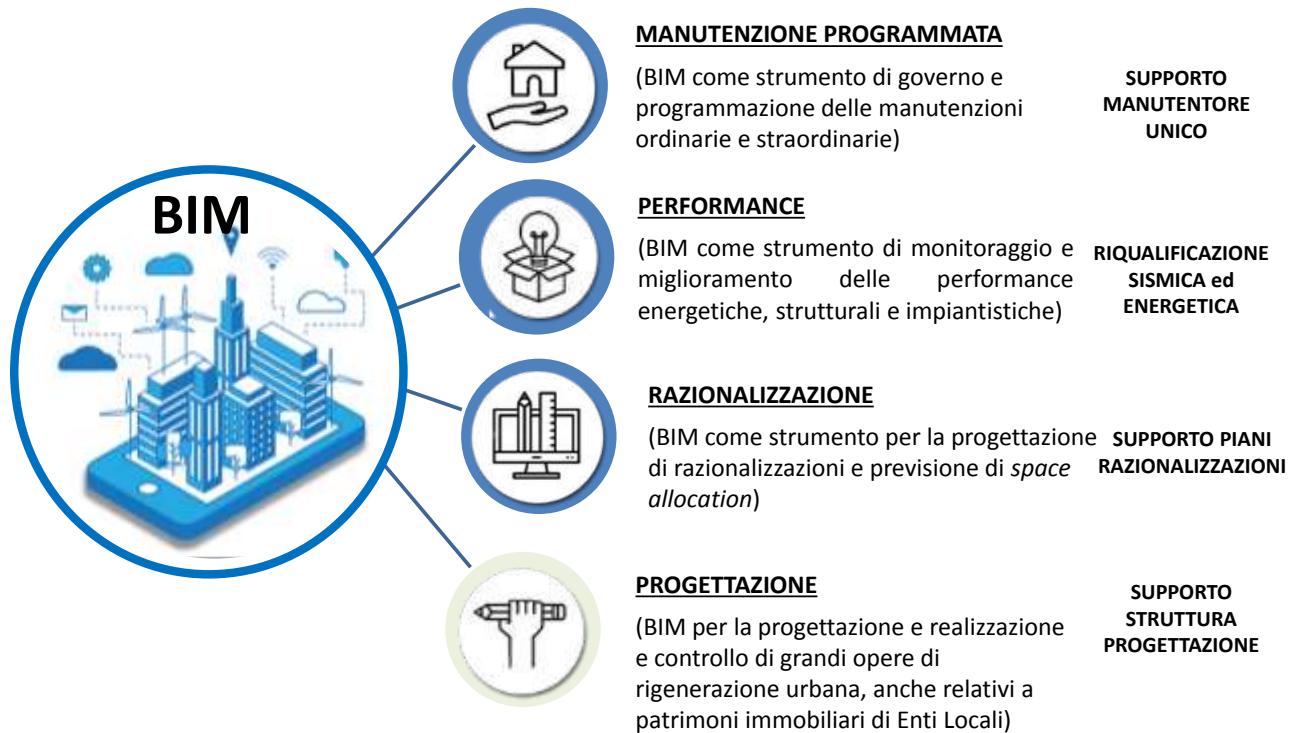 BIM
MANUTENZIONE PROGRAMMATA
(BIM come strumento di governo e
programmazione delle manutenzioni
ordinarie e straordinarie)
SUPPORTO
MANUTENTORE
UNICO
PERFORMANCE
(BIM come strumento di monitoraggio e
miglioramento delle performance
energetiche, strutturali e impiantistiche)
RIQUALIFICAZIONE
SISMICA ed
ENERGETICA
RAZIONALIZZAZIONE
(BIM come strumento per la progettazione
di razionalizzazioni e previsione di space
allocation)
SUPPORTO PIANI
RAZIONALIZZAZIONI
PROGETTAZIONE
(BIM per la progettazione e realizzazione
e controllo di grandi opere di
rigenerazione urbana, anche relativi a
patrimoni immobiliari di Enti Locali)
SUPPORTO
STRUTTURA
PROGETTAZIONE